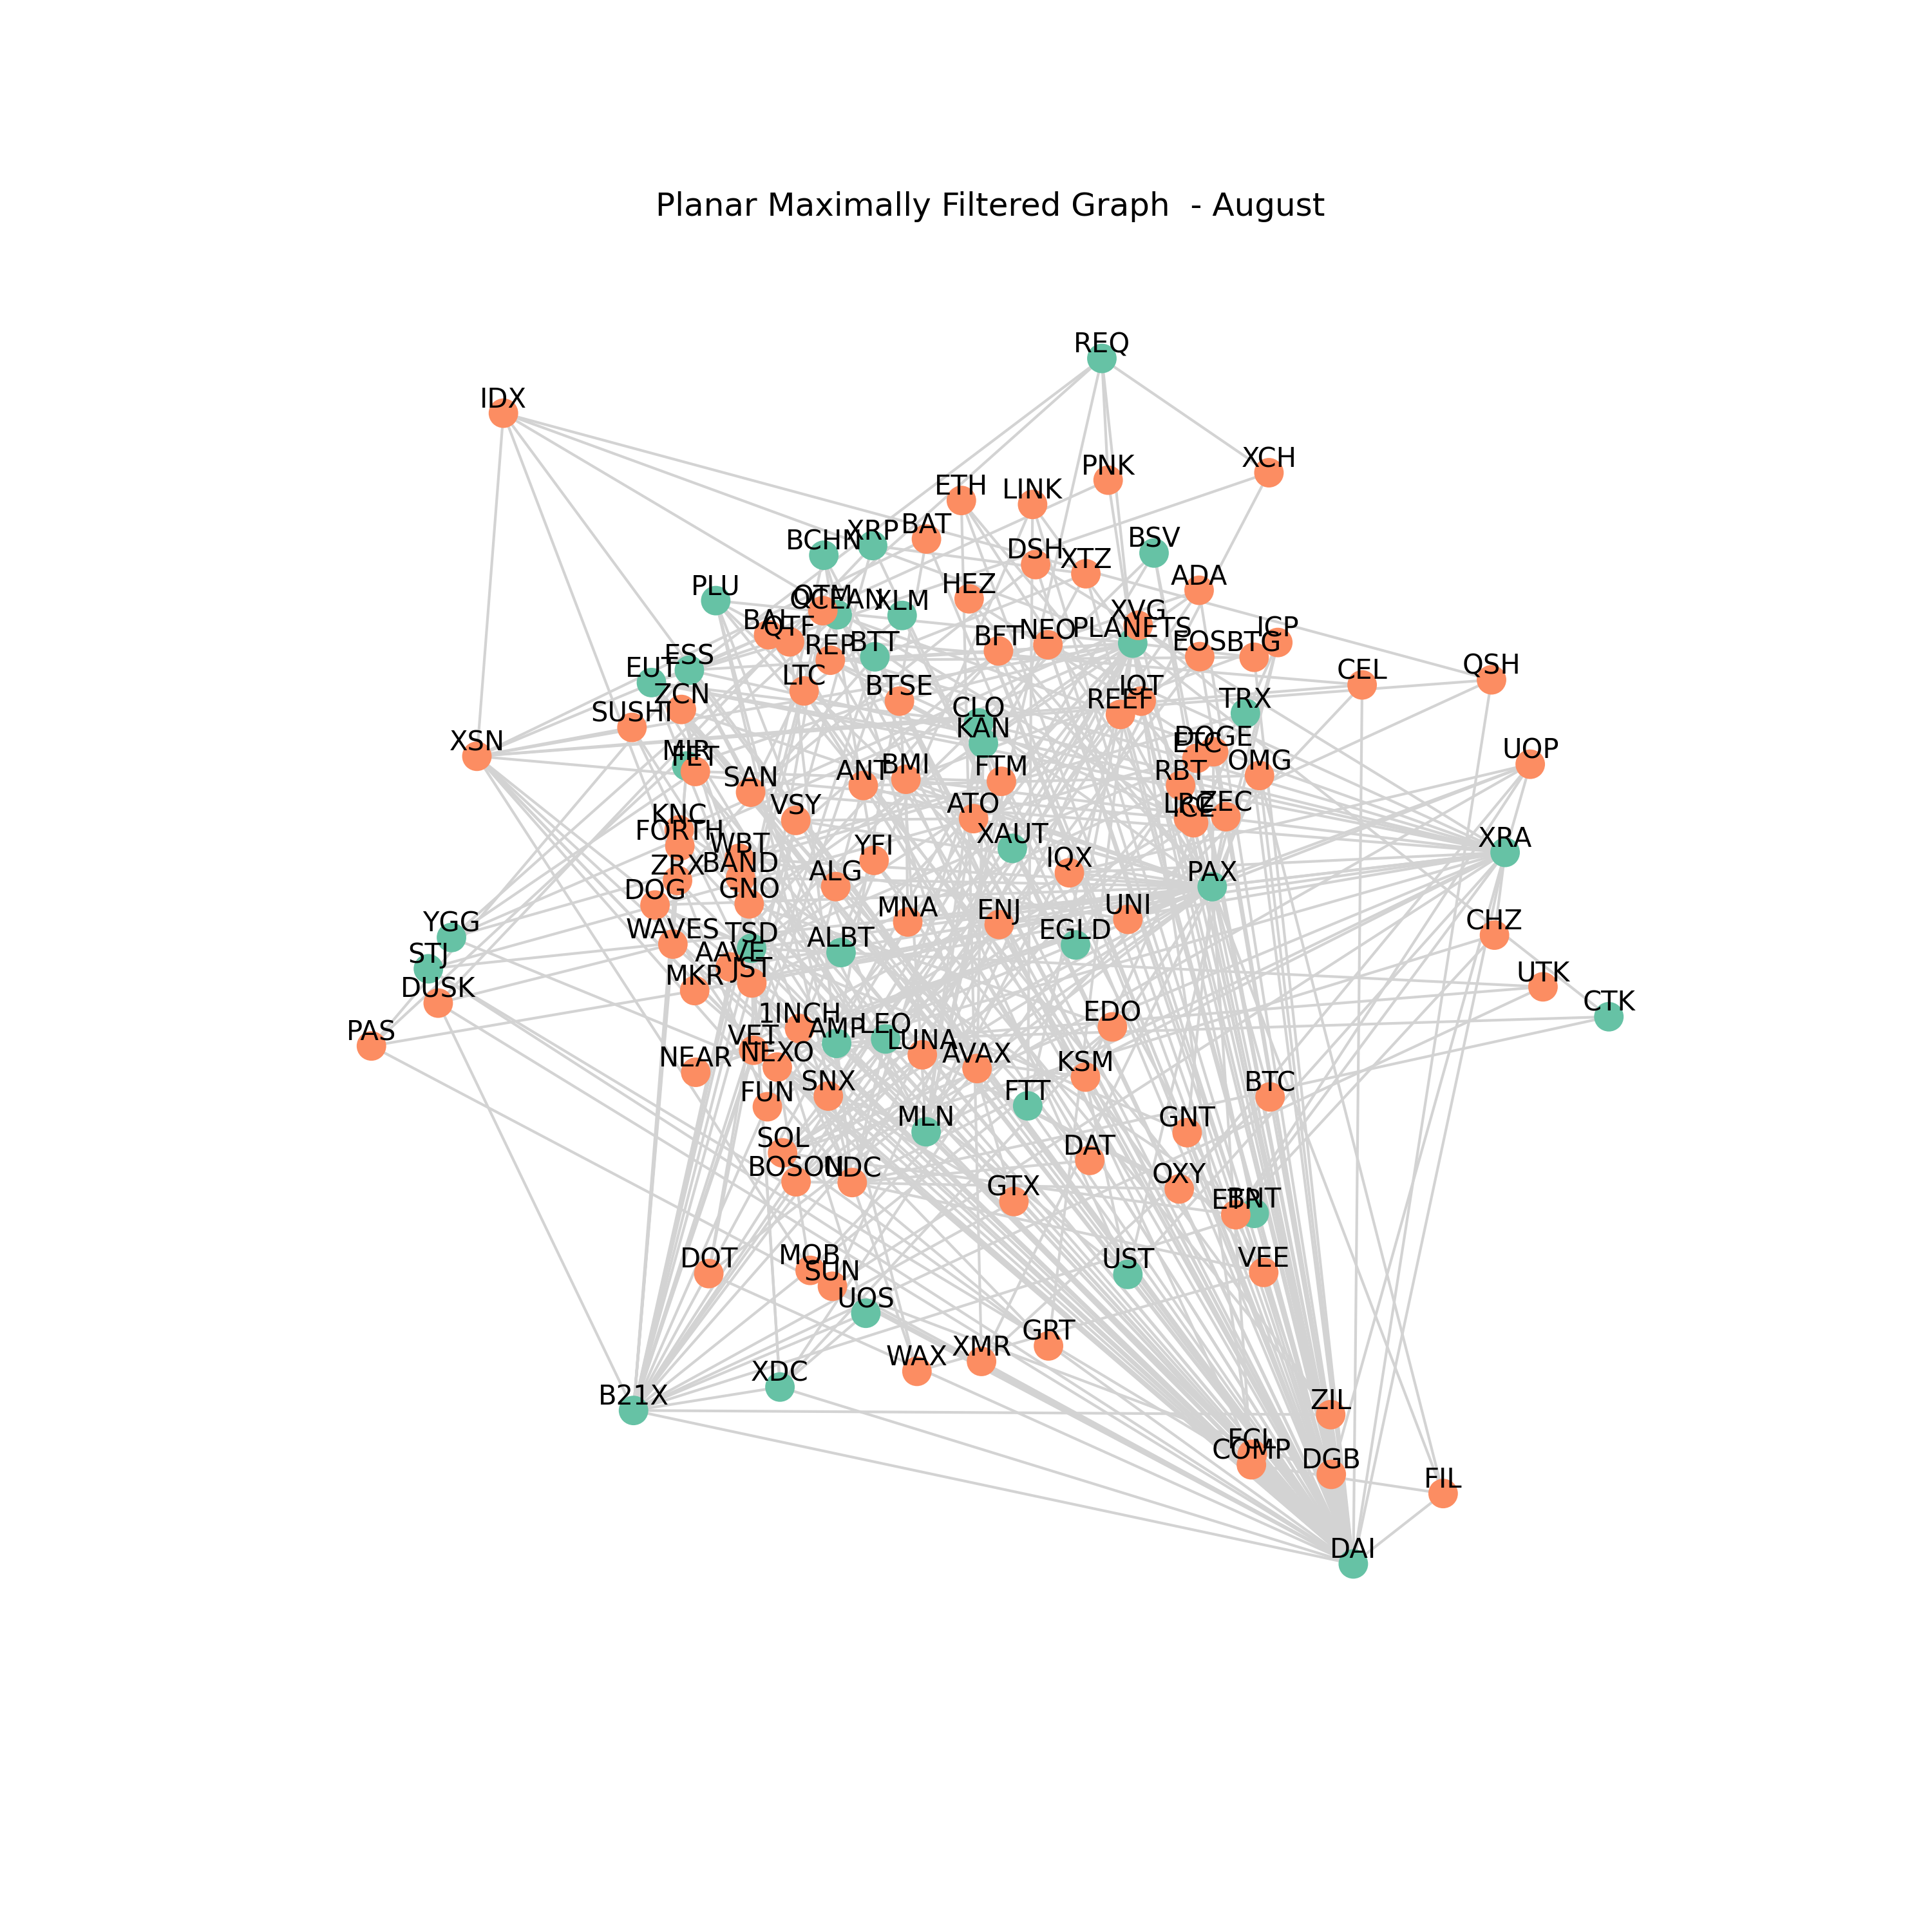 Planar Maximally Filtered Graph - August
REQ
IDX
XCH
PNK
ETH
LINK
BAT
XRP
BCHN
DSH
BSV
XTZ
ADA
HEZ
PLU
QTM
OCEAN
XLM
XVG
PLANETS
BAL
QTF
REP
BTT
BFT
NEO
EOS
BTG
ICP
ESS
EUT
LTC
CEL
QSH
ZCN
BTSE
IOT
REEF
TRX
SUSHI
CLO
KAN
XSN
MIR
FET
DOGE
ETC
OMG
UOP
SAN
ANT
BMI
FTM
RBT
VSY
ATO
LRC
ICE
ZEC
KNC
FORTH
WBT
YFI
XAUT
XRA
ZRX
BAND
ALG
IQX
PAX
DOG
GNO
MNA
ENJ
UNI
CHZ
YGG
WAVES
TSD
ALBT
EGLD
STJ
AAVE
JST
MKR
UTK
DUSK
CTK
PAS
1INCH
AMP
LEO
EDO
VET
NEXO
LUNA
AVAX
NEAR
KSM
FUN
SNX
FTT
BTC
MLN
GNT
SOL
DAT
BOSON
UDC
GTX
OXY
ETP
BNT
DOT
MOB
SUN
UST
VEE
UOS
WAX
XMR
GRT
XDC
B21X
ZIL
COMP
DGB
FIL
DAI